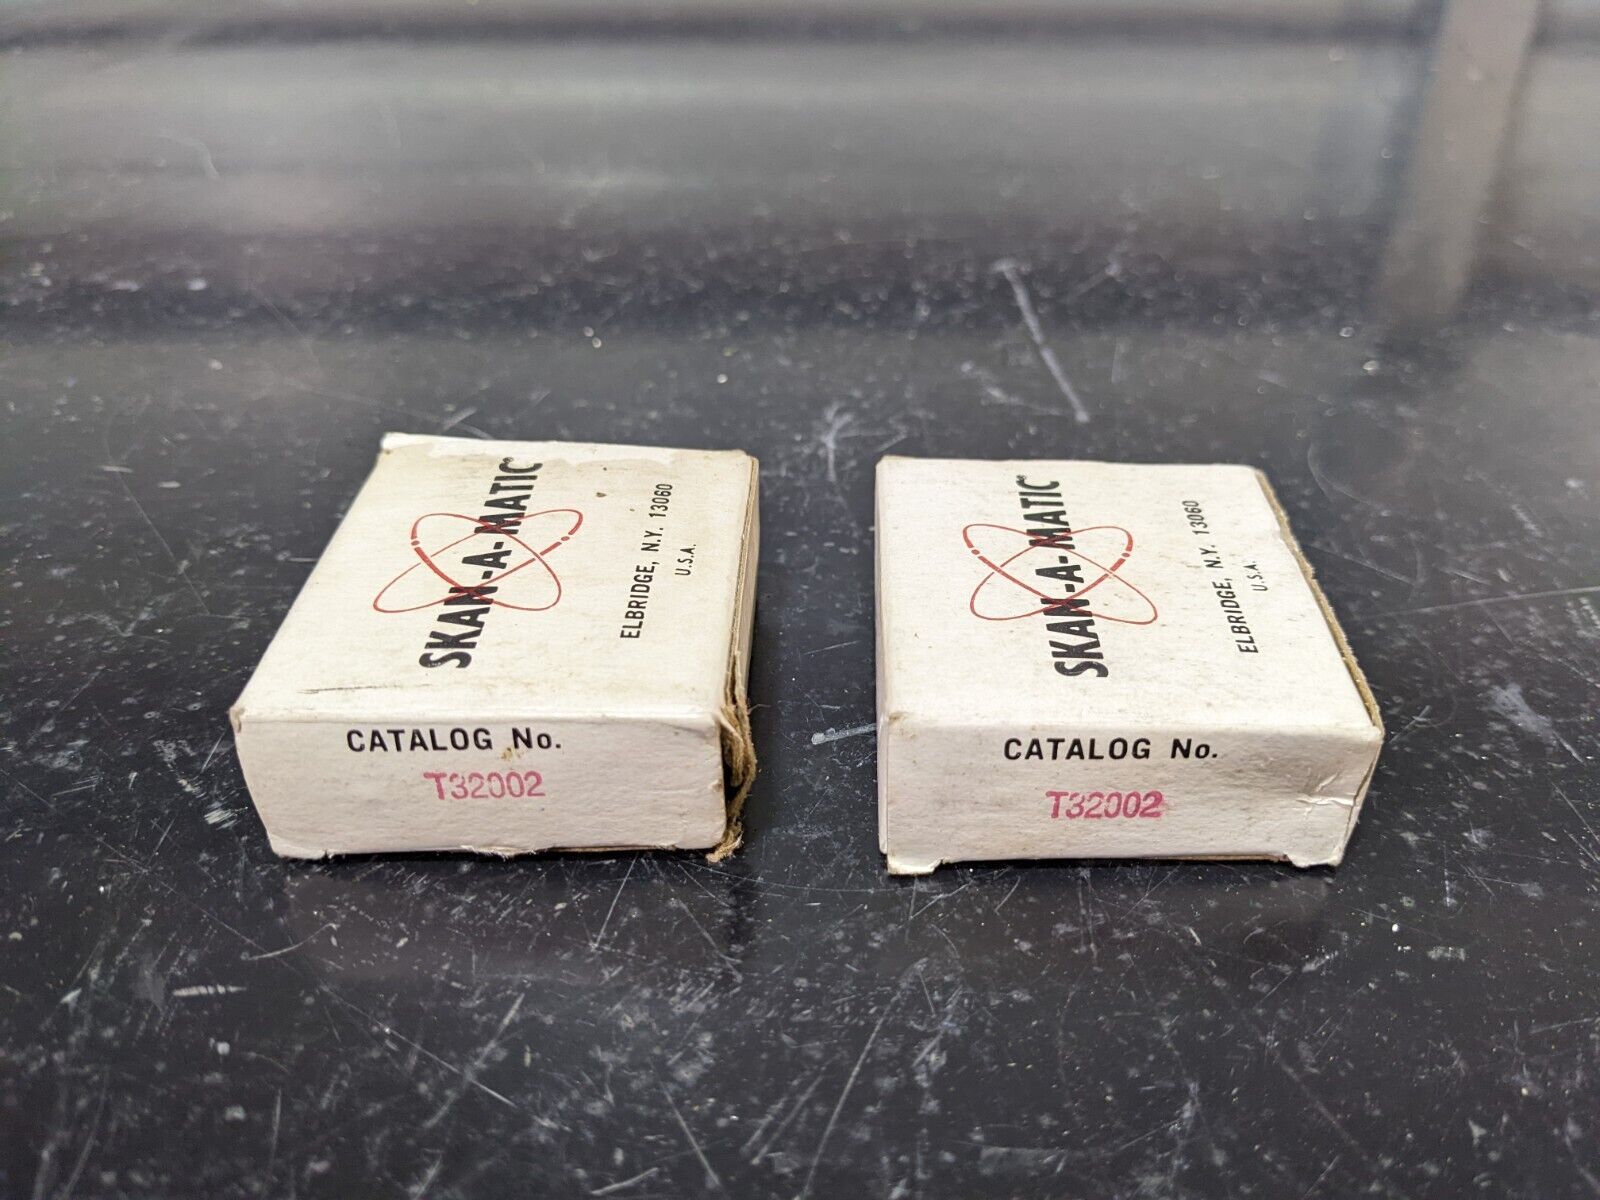 SKAN-A-MATIC®
ELBRIDGE, N.Y. 13060
U.S.A.
CATALOG No.
T32002
SKAN-A-MATIC®
ELBRIDGE, N.Y. 13060
U.S.A.
CATALOG No.
T32002